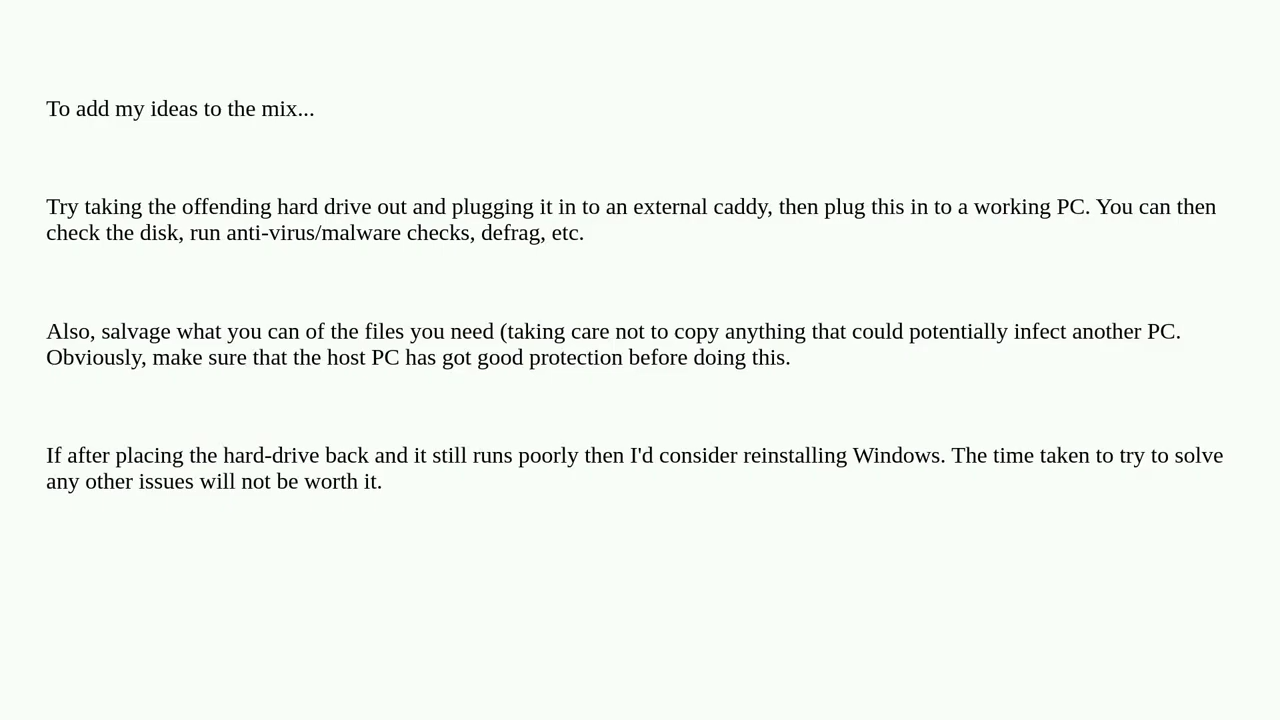 To add my ideas to the mix...
Try taking the offending hard drive out and plugging it in to an external caddy, then plug this in to a working PC. You can then
check the disk, run anti-virus/malware checks, defrag, etc.
Also, salvage what you can of the files you need (taking care not to copy anything that could potentially infect another PC.
Obviously, make sure that the host PC has got good protection before doing this.
If after placing the hard-drive back and it still runs poorly then I'd consider reinstalling Windows. The time taken to try to solve
any other issues will not be worth it.